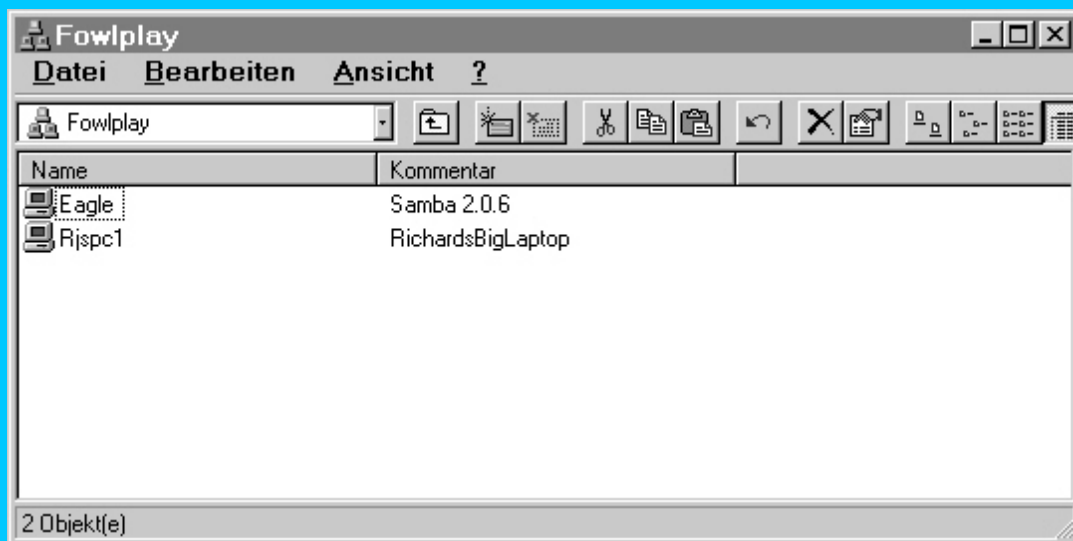 Fowlplay
Datei Bearbeiten Ansicht ?
Fowlplay
Name Kommentar
Eagle Samba 2.0.6
Rjspc1 RichardsBigLaptop
2 Objekt(e)